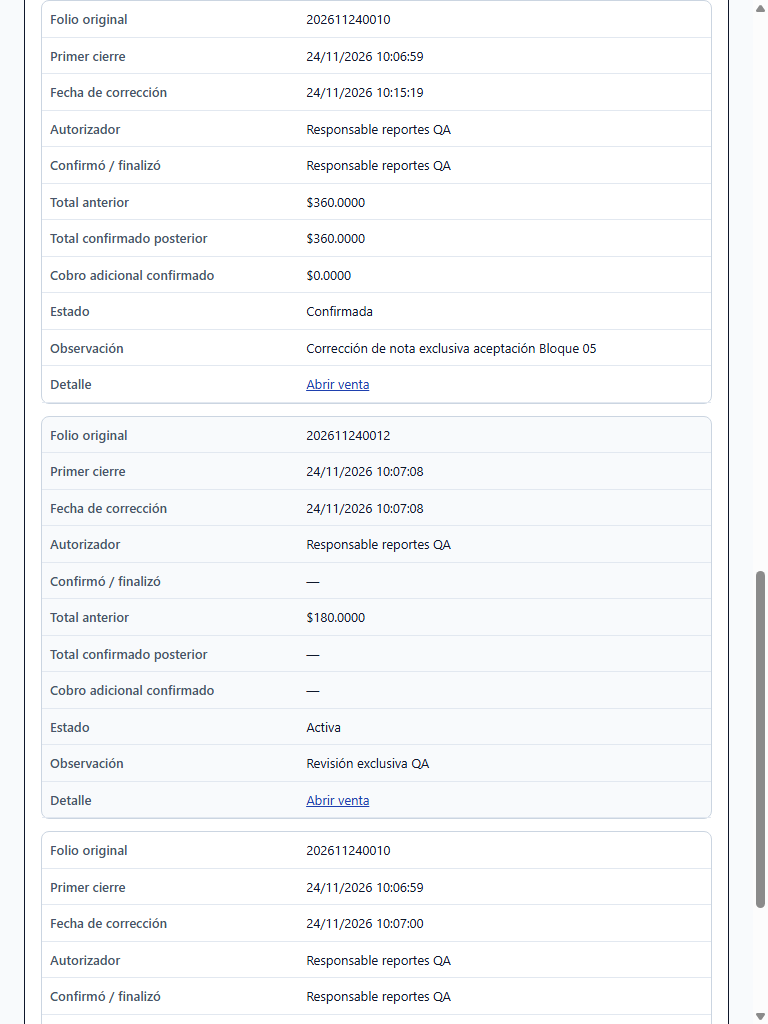 Folio original 202611240010
Primer cierre 24/11/2026 10:06:59
Fecha de corrección 24/11/2026 10:15:19
Autorizador Responsable reportes QA
Confirmó / finalizó Responsable reportes QA
Total anterior $360.0000
Total confirmado posterior $360.0000
Cobro adicional confirmado $0.0000
Estado Confirmada
Observación Corrección de nota exclusiva aceptación Bloque 05
Detalle Abrir venta
Folio original 202611240012
Primer cierre 24/11/2026 10:07:08
Fecha de corrección 24/11/2026 10:07:08
Autorizador Responsable reportes QA
Confirmó / finalizó —
Total anterior $180.0000
Total confirmado posterior —
Cobro adicional confirmado —
Estado Activa
Observación Revisión exclusiva QA
Detalle Abrir venta
Folio original 202611240010
Primer cierre 24/11/2026 10:06:59
Fecha de corrección 24/11/2026 10:07:00
Autorizador Responsable reportes QA
Confirmó / finalizó Responsable reportes QA